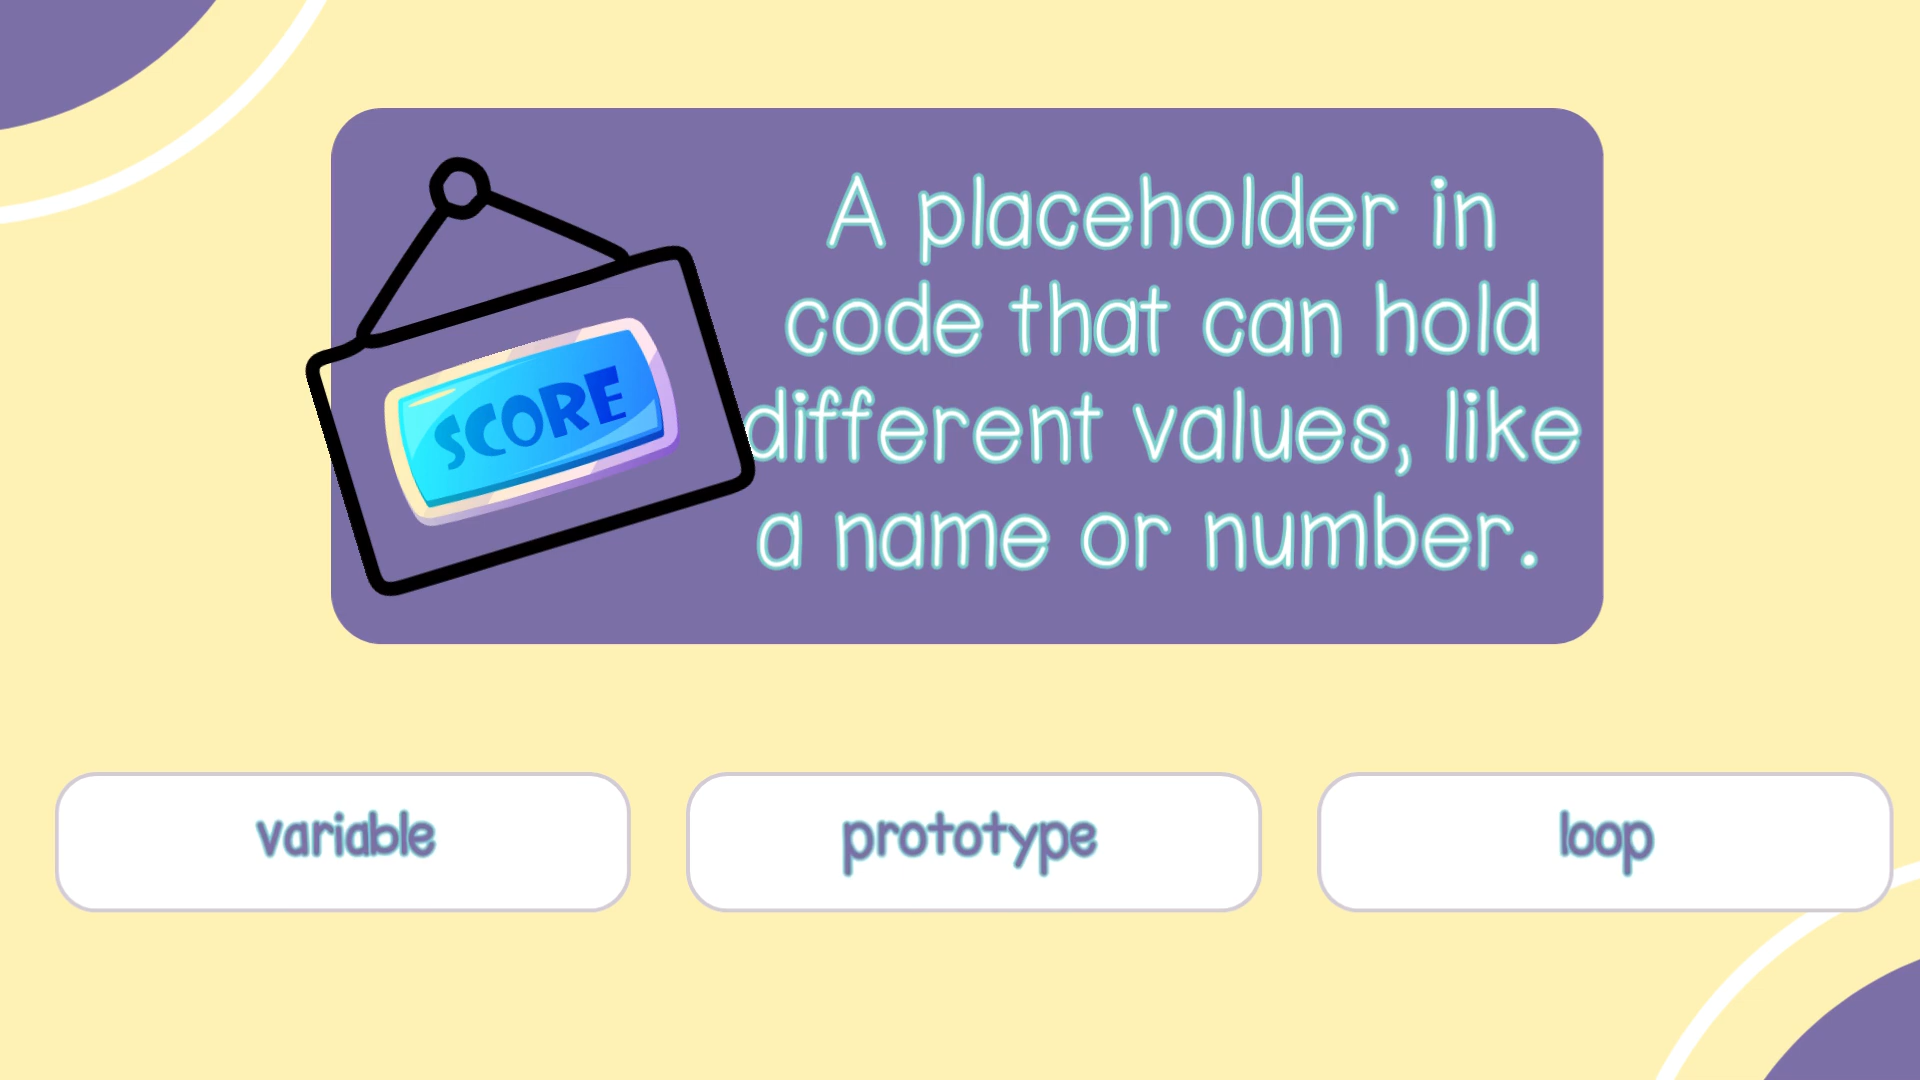 SCORE
A placeholder in
code that can hold
different values, like
a name or number.
variable
prototype
loop